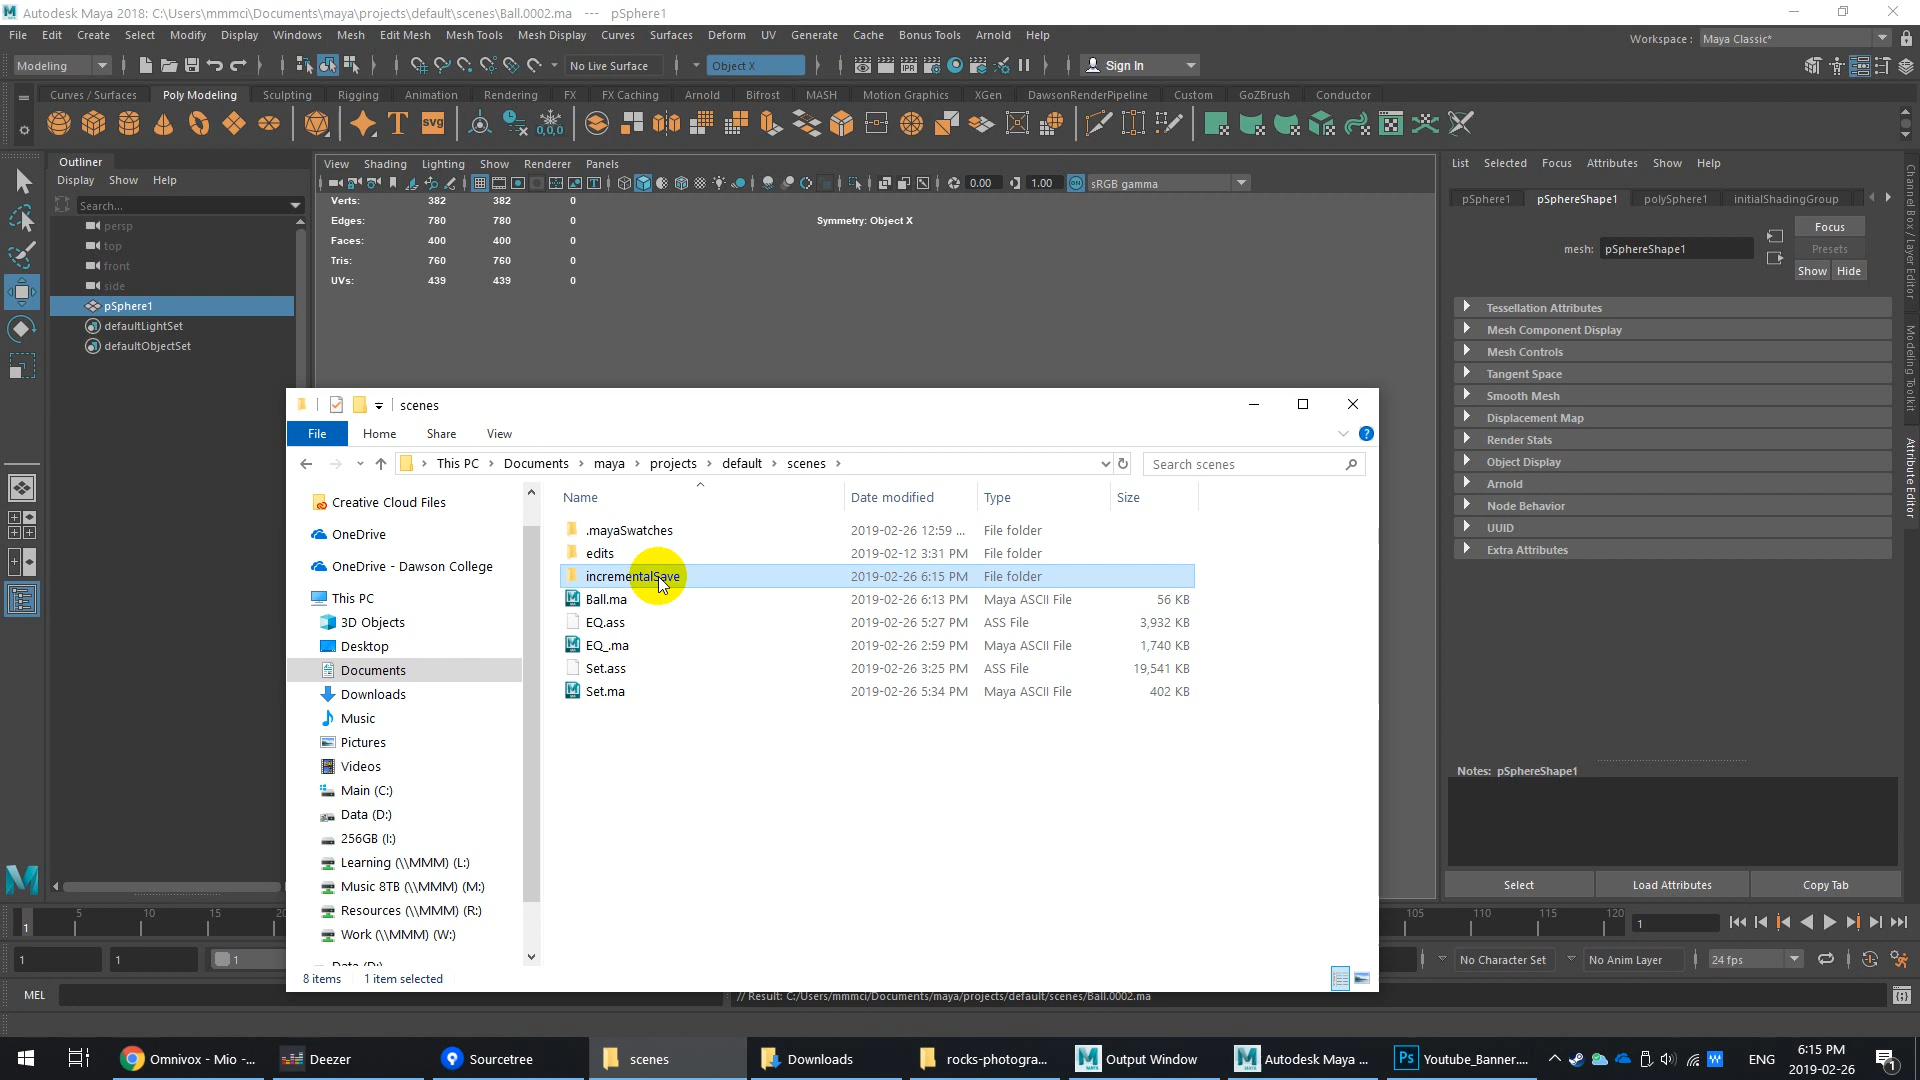 Autodesk Maya 2018: C:\Users\mmmci\Documents\maya\projects\default\scenes\Ball.0002.ma --- pSphere1
File Edit Create Select Modify Display Windows Mesh Edit Mesh Mesh Tools Mesh Display Curves Surfaces Deform UV Generate Cache Bonus Tools Arnold Help
Workspace : Maya Classic*
Modeling No Live Surface Object X Sign In
Curves / Surfaces Poly Modeling Sculpting Rigging Animation Rendering FX FX Caching Arnold Bifrost MASH Motion Graphics XGen DawsonRenderPipeline Custom GoZBrush Conductor
Outliner
Display Show Help
Search...
persp
top
front
side
pSphere1
defaultLightSet
defaultObjectSet
View Shading Lighting Show Renderer Panels
0.00 1.00 sRGB gamma
Verts: 382 382 0
Edges: 780 780 0
Faces: 400 400 0
Tris: 760 760 0
UVs: 439 439 0
Symmetry: Object X
List Selected Focus Attributes Show Help
pSphere1 pSphereShape1 polySphere1 initialShadingGroup
mesh: pSphereShape1
Focus
Presets
Show Hide
Tessellation Attributes
Mesh Component Display
Mesh Controls
Tangent Space
Smooth Mesh
Displacement Map
Render Stats
Object Display
Arnold
Node Behavior
UUID
Extra Attributes
Notes: pSphereShape1
Select Load Attributes Copy Tab
Channel Box / Layer Editor
Modeling Toolkit
Attribute Editor
scenes
File Home Share View
This PC Documents maya projects default scenes
Search scenes
Name Date modified Type Size
.mayaSwatches 2019-02-26 12:59 ... File folder
edits 2019-02-12 3:31 PM File folder
incrementalSave 2019-02-26 6:15 PM File folder
Ball.ma 2019-02-26 6:13 PM Maya ASCII File 56 KB
EQ.ass 2019-02-26 5:27 PM ASS File 3,932 KB
EQ_.ma 2019-02-26 2:59 PM Maya ASCII File 1,740 KB
Set.ass 2019-02-26 3:25 PM ASS File 19,541 KB
Set.ma 2019-02-26 5:34 PM Maya ASCII File 402 KB
Creative Cloud Files
OneDrive
OneDrive - Dawson College
This PC
3D Objects
Desktop
Documents
Downloads
Music
Pictures
Videos
Main (C:)
Data (D:)
256GB (I:)
Learning (\\MMM) (L:)
Music 8TB (\\MMM) (M:)
Resources (\\MMM) (R:)
Work (\\MMM) (W:)
Data (D:)
8 items 1 item selected
1 5 10 15 105 110 115 120 1
1 1 1 No Character Set No Anim Layer 24 fps
MEL // Result: C:/Users/mmmci/Documents/maya/projects/default/scenes/Ball.0002.ma
Omnivox - Mio -... Deezer Sourcetree scenes Downloads rocks-photogra... Output Window Autodesk Maya ... Youtube_Banner.... ENG 6:15 PM
2019-02-26